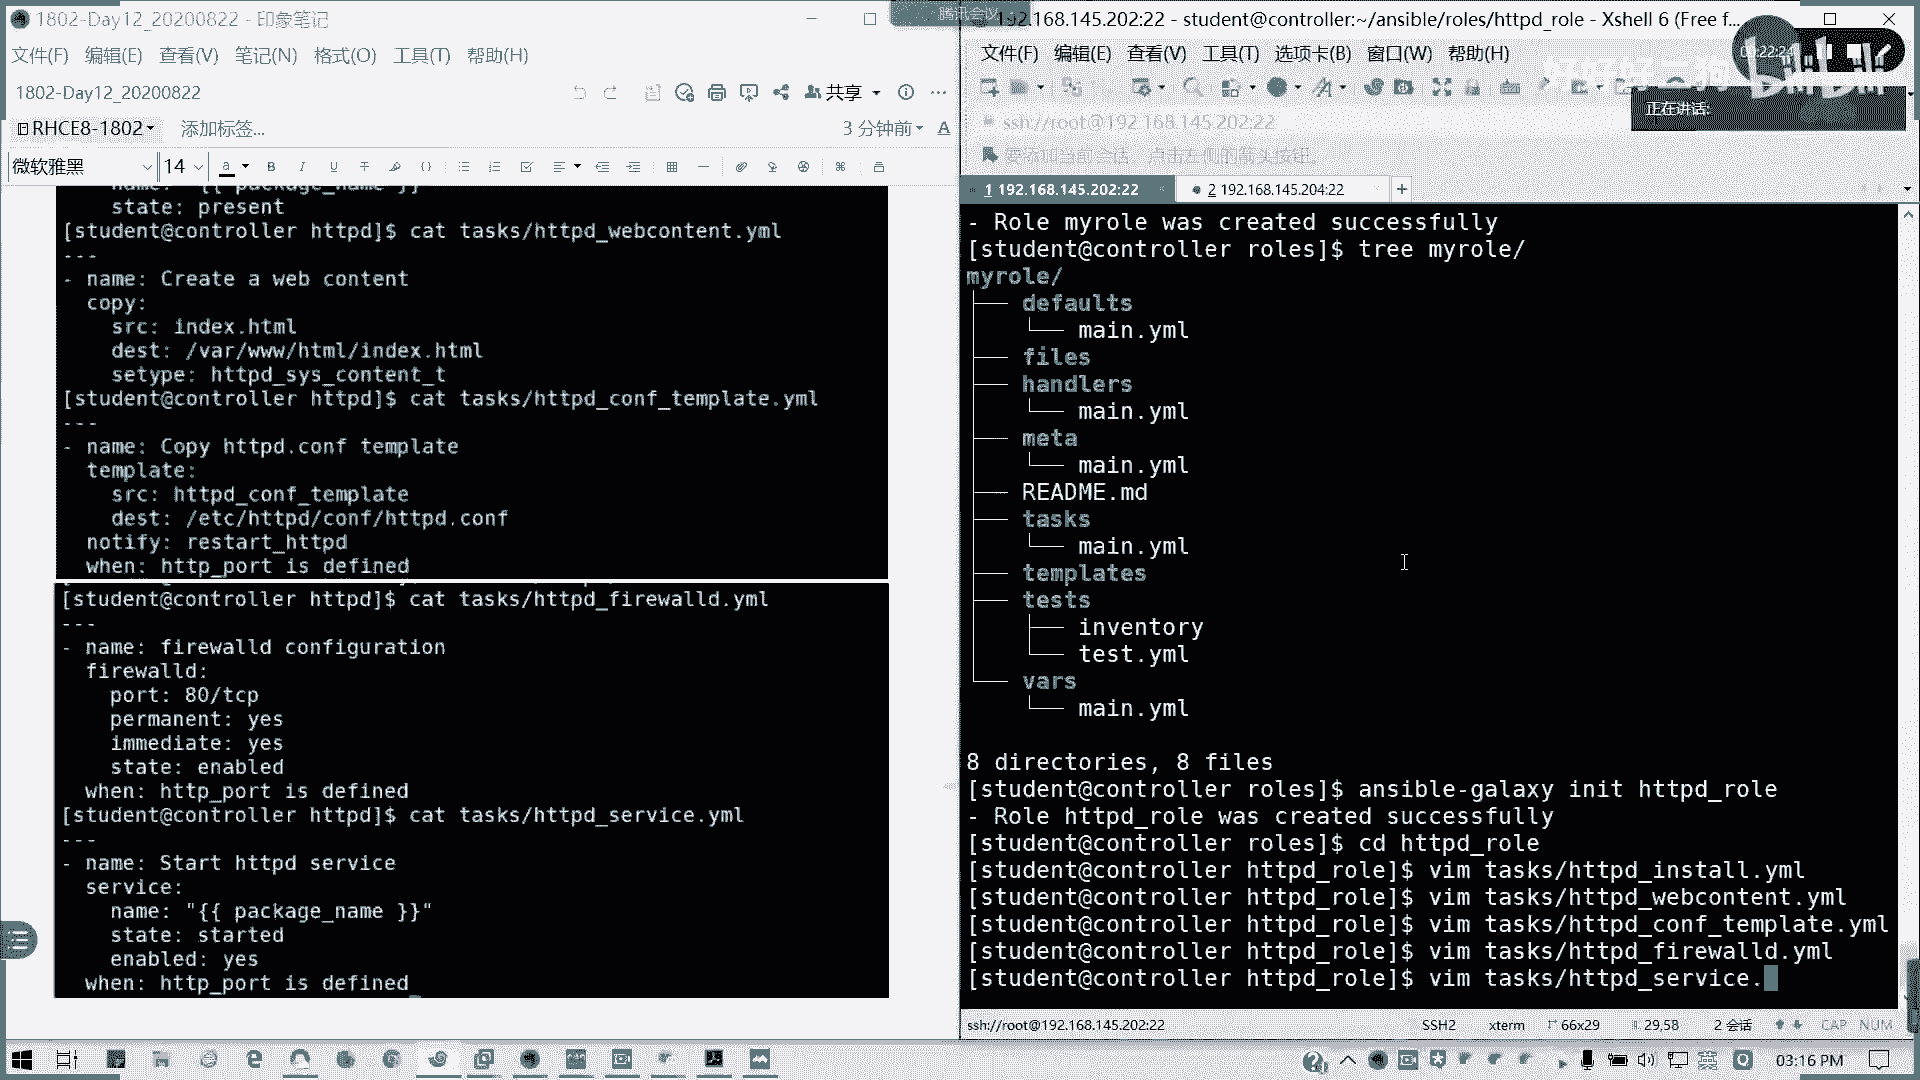 1802-Day12_20200822 - 印象笔记
文件(F) 编辑(E) 查看(V) 笔记(N) 格式(O) 工具(T) 帮助(H)
1802-Day12_20200822
共享
RHCE8-1802 添加标签...
3 分钟前
微软雅黑 14
state: present
[student@controller httpd]$ cat tasks/httpd_webcontent.yml
---
- name: Create a web content
copy:
src: index.html
dest: /var/www/html/index.html
setype: httpd_sys_content_t
[student@controller httpd]$ cat tasks/httpd_conf_template.yml
---
- name: Copy httpd.conf template
template:
src: httpd_conf_template
dest: /etc/httpd/conf/httpd.conf
notify: restart_httpd
when: http_port is defined
[student@controller httpd]$ cat tasks/httpd_firewalld.yml
---
- name: firewalld configuration
firewalld:
port: 80/tcp
permanent: yes
immediate: yes
state: enabled
when: http_port is defined
[student@controller httpd]$ cat tasks/httpd_service.yml
---
- name: Start httpd service
service:
name: "{{ package_name }}"
state: started
enabled: yes
when: http_port is defined
腾讯会议
192.168.145.202:22 - student@controller:~/ansible/roles/httpd_role - Xshell 6 (Free f...
文件(F) 编辑(E) 查看(V) 工具(T) 选项卡(B) 窗口(W) 帮助(H)
正在讲话:
ssh://root@192.168.145.202:22
要添加当前会话，点击左侧的箭头按钮。
1 192.168.145.202:22
2 192.168.145.204:22
- Role myrole was created successfully
[student@controller roles]$ tree myrole/
myrole/
├── defaults
│   └── main.yml
├── files
├── handlers
│   └── main.yml
├── meta
│   └── main.yml
├── README.md
├── tasks
│   └── main.yml
├── templates
├── tests
│   ├── inventory
│   └── test.yml
└── vars
    └── main.yml
8 directories, 8 files
[student@controller roles]$ ansible-galaxy init httpd_role
- Role httpd_role was created successfully
[student@controller roles]$ cd httpd_role
[student@controller httpd_role]$ vim tasks/httpd_install.yml
[student@controller httpd_role]$ vim tasks/httpd_webcontent.yml
[student@controller httpd_role]$ vim tasks/httpd_conf_template.yml
[student@controller httpd_role]$ vim tasks/httpd_firewalld.yml
[student@controller httpd_role]$ vim tasks/httpd_service.
ssh://root@192.168.145.202:22
SSH2 xterm 66x29 29,58 2 会话 CAP NUM
英
03:16 PM